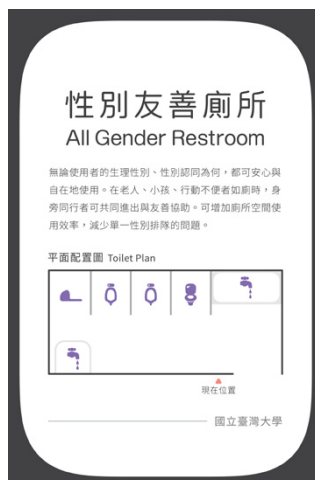 性別友善廁所
All Gender Restroom
無論使用者的生理性別、性別認同為何，都可安心與
自在地使用。在老人、小孩、行動不便者如廁時，身
旁同行者可共同進出與友善協助。可增加廁所空間使
用效率，減少單一性別排隊的問題。
平面配置圖 Toilet Plan
現在位置
國立臺灣大學